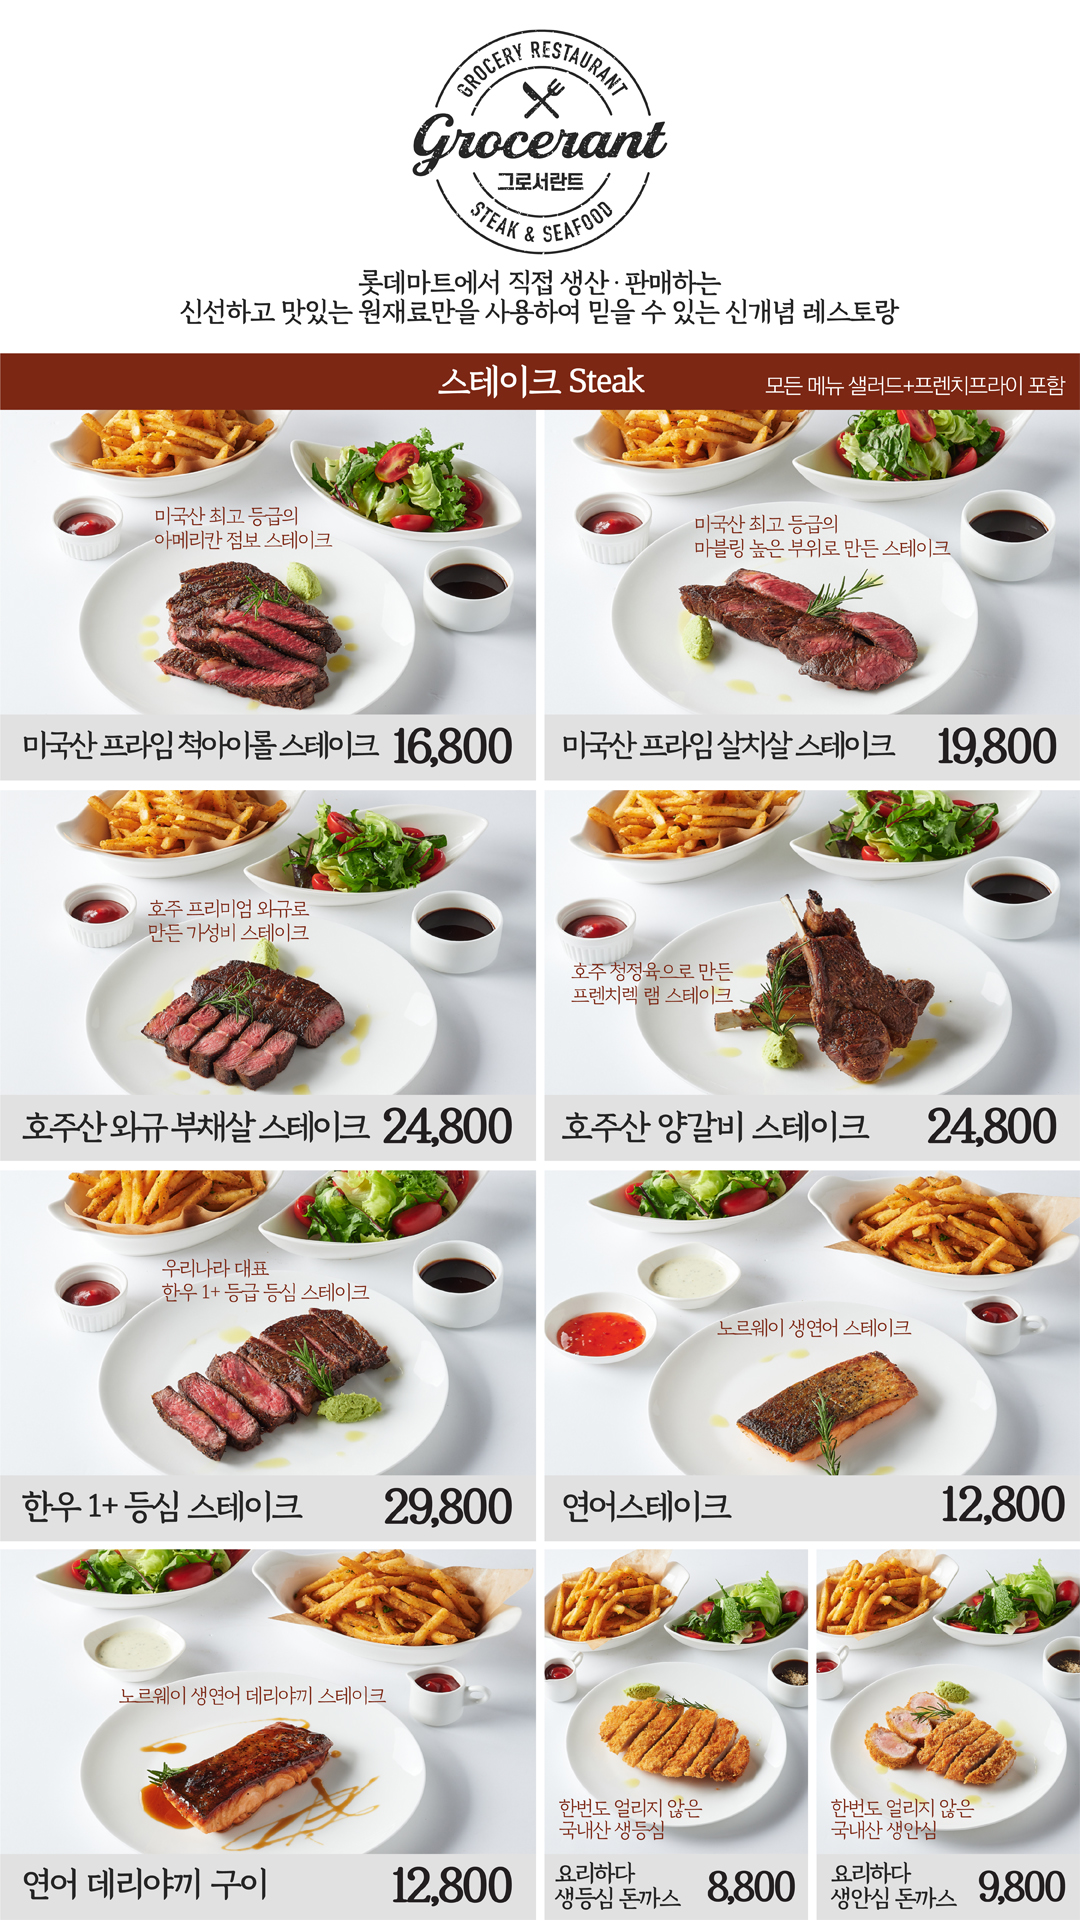 GROCERY RESTAURANT
Grocerant
그로서란트
STEAK & SEAFOOD
롯데마트에서 직접 생산 · 판매하는
신선하고 맛있는 원재료만을 사용하여 믿을 수 있는 신개념 레스토랑
스테이크 Steak
모든 메뉴 샐러드+프렌치프라이 포함
미국산 최고 등급의
아메리칸 점보 스테이크
미국산 프라임 척아이롤 스테이크 16,800
미국산 최고 등급의
마블링 높은 부위로 만든 스테이크
미국산 프라임 살치살 스테이크 19,800
호주 프리미엄 와규로
만든 가성비 스테이크
호주산 와규 부채살 스테이크 24,800
호주 청정육으로 만든
프렌치렉 램 스테이크
호주산 양갈비 스테이크 24,800
우리나라 대표
한우 1+ 등급 등심 스테이크
한우 1+ 등심 스테이크 29,800
노르웨이 생연어 스테이크
연어스테이크 12,800
노르웨이 생연어 데리야끼 스테이크
연어 데리야끼 구이 12,800
한번도 얼리지 않은
국내산 생등심
요리하다
생등심 돈까스 8,800
한번도 얼리지 않은
국내산 생안심
요리하다
생안심 돈까스 9,800